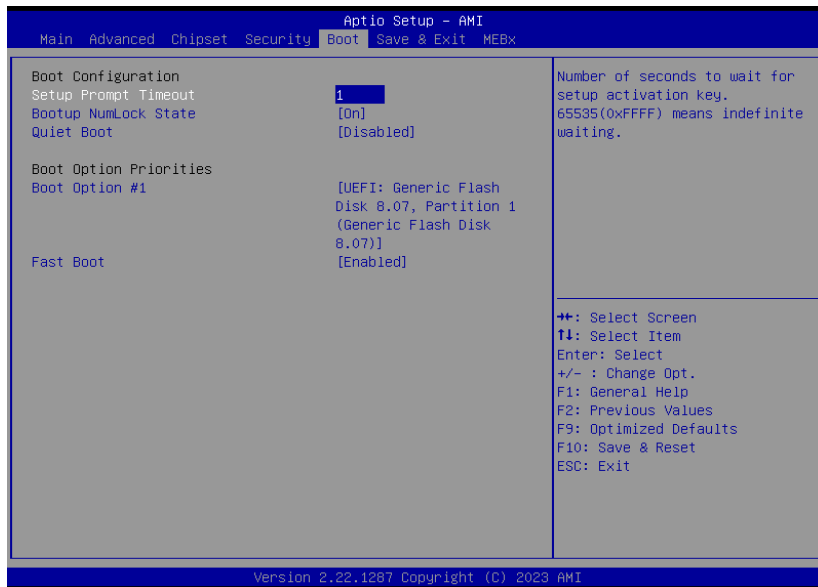 Aptio Setup – AMI
Main Advanced Chipset Security Boot Save & Exit MEBx
Boot Configuration
Setup Prompt Timeout 1
Bootup NumLock State [On]
Quiet Boot [Disabled]
Boot Option Priorities
Boot Option #1 [UEFI: Generic Flash
Disk 8.07, Partition 1
(Generic Flash Disk
8.07)]
Fast Boot [Enabled]
Number of seconds to wait for
setup activation key.
65535(0xFFFF) means indefinite
waiting.
→←: Select Screen
↑↓: Select Item
Enter: Select
+/- : Change Opt.
F1: General Help
F2: Previous Values
F9: Optimized Defaults
F10: Save & Reset
ESC: Exit
Version 2.22.1287 Copyright (C) 2023 AMI